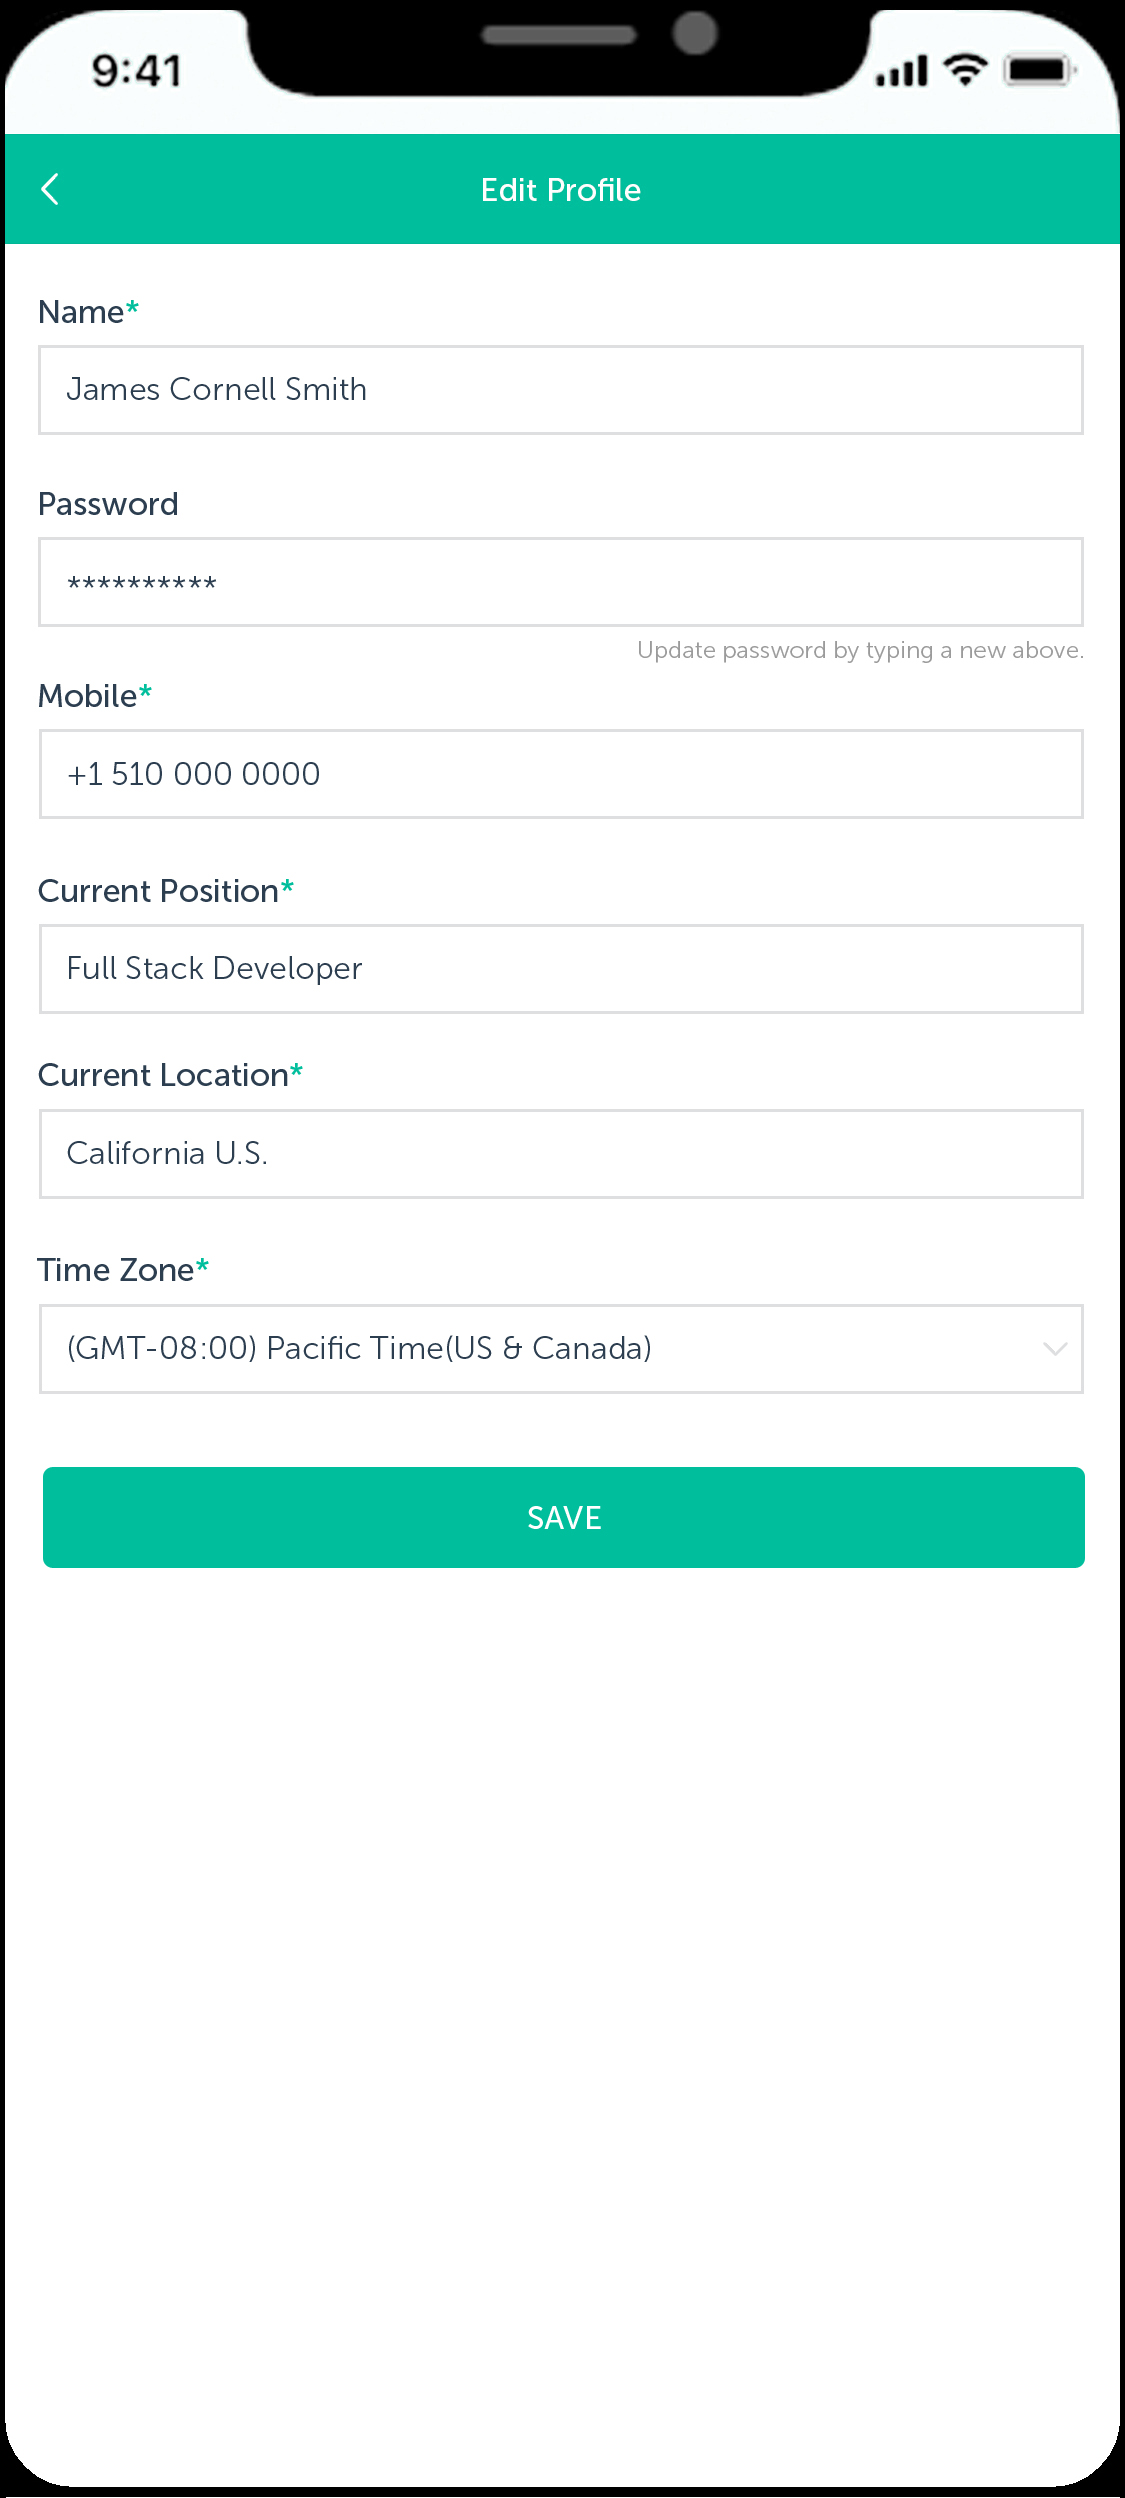 9:41
Edit Profile
Name*
James Cornell Smith
Password
**********
Update password by typing a new above.
Mobile*
+1 510 000 0000
Current Position*
Full Stack Developer
Current Location*
California U.S.
Time Zone*
(GMT-08:00) Pacific Time(US & Canada)
SAVE